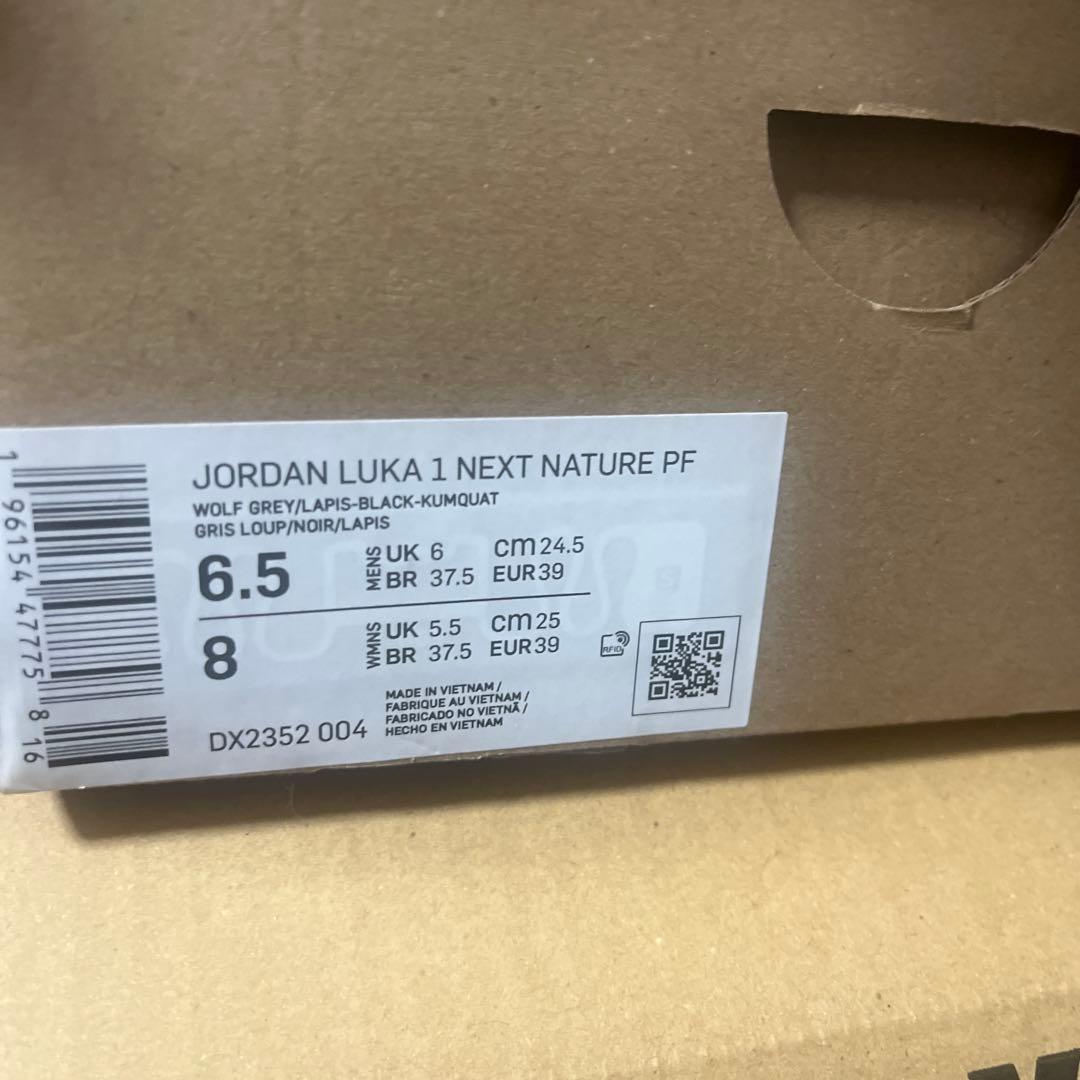 JORDAN LUKA 1 NEXT NATURE PF
WOLF GREY/LAPIS-BLACK-KUMQUAT
GRIS LOUP/NOIR/LAPIS
6.5 MENS UK 6 cm 24.5
BR 37.5 EUR 39
8 WMNS UK 5.5 cm 25
BR 37.5 EUR 39
RFID
MADE IN VIETNAM /
FABRIQUE AU VIETNAM /
FABRICADO NO VIETNÃ /
HECHO EN VIETNAM
DX2352 004
1 96154 47775 8 16